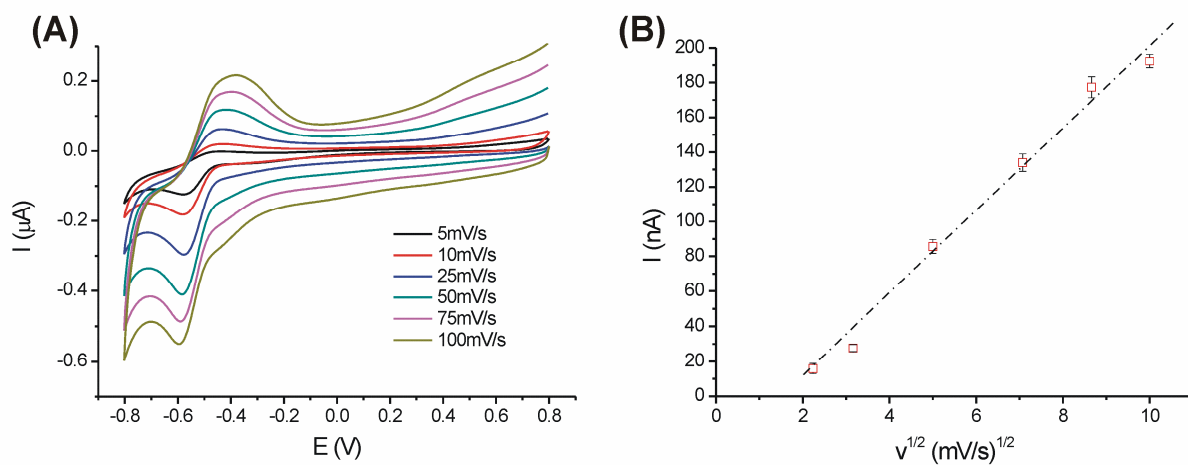 (A)
I (μA)
0.2
0.0
-0.2
-0.4
-0.6
-0.8 -0.6 -0.4 -0.2 0.0 0.2 0.4 0.6 0.8
E (V)
5mV/s
10mV/s
25mV/s
50mV/s
75mV/s
100mV/s
(B)
I (nA)
200
180
160
140
120
100
80
60
40
20
0
0 2 4 6 8 10
v^1/2 (mV/s)^1/2